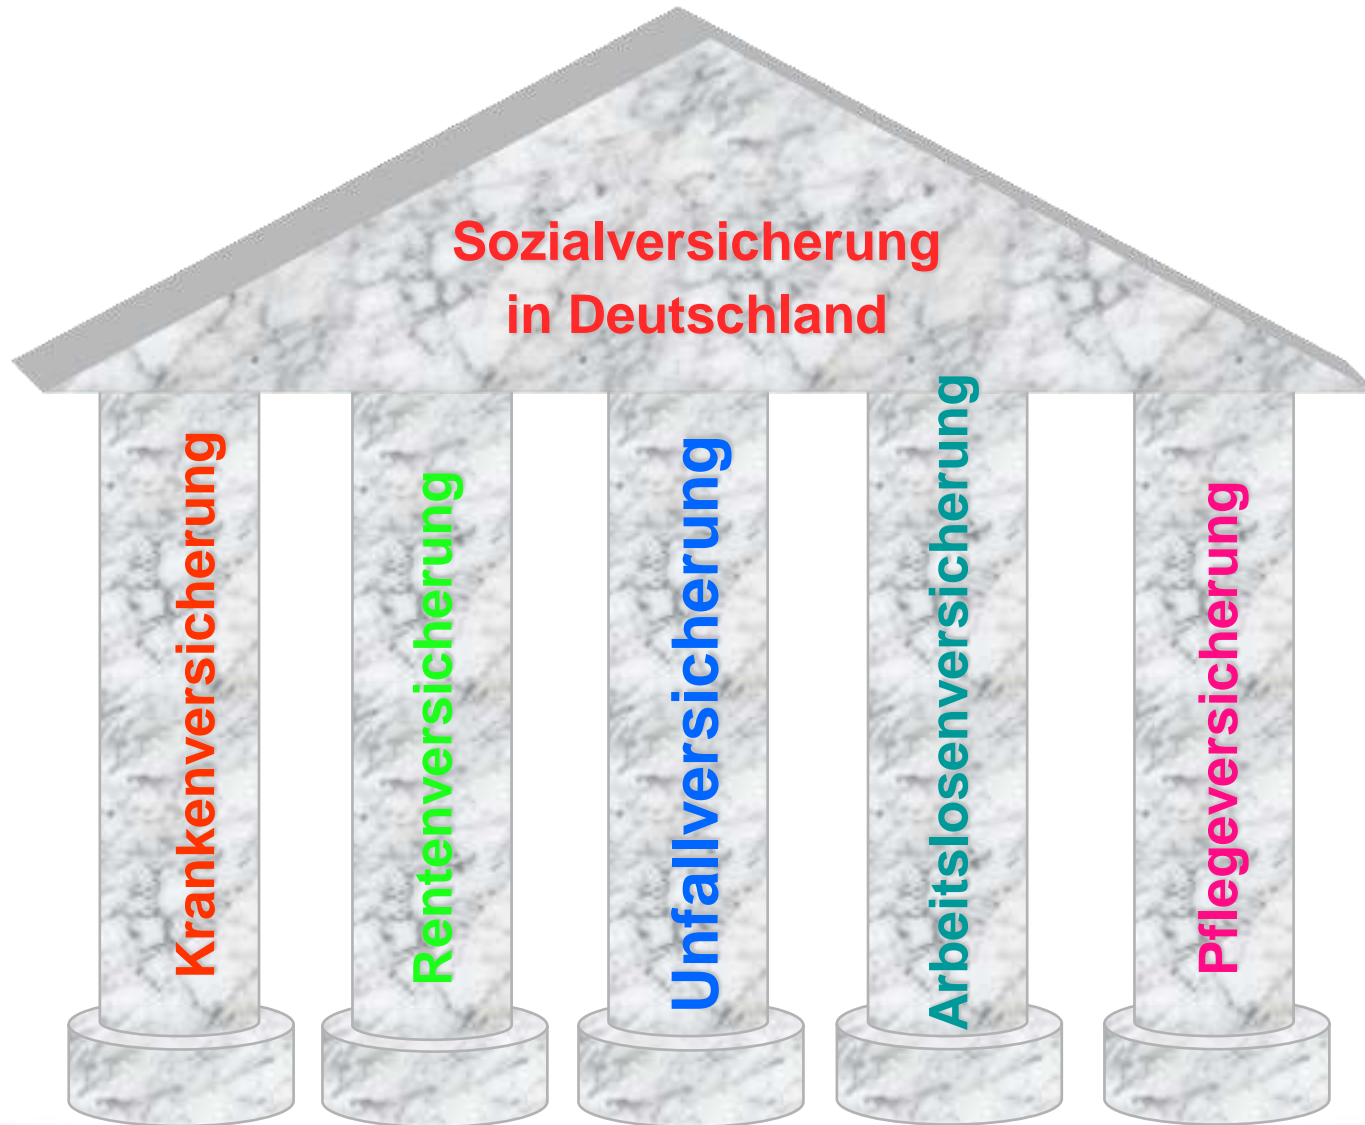 Sozialversicherung
in Deutschland
Krankenversicherung
Rentenversicherung
Unfallversicherung
Arbeitslosenversicherung
Pflegeversicherung